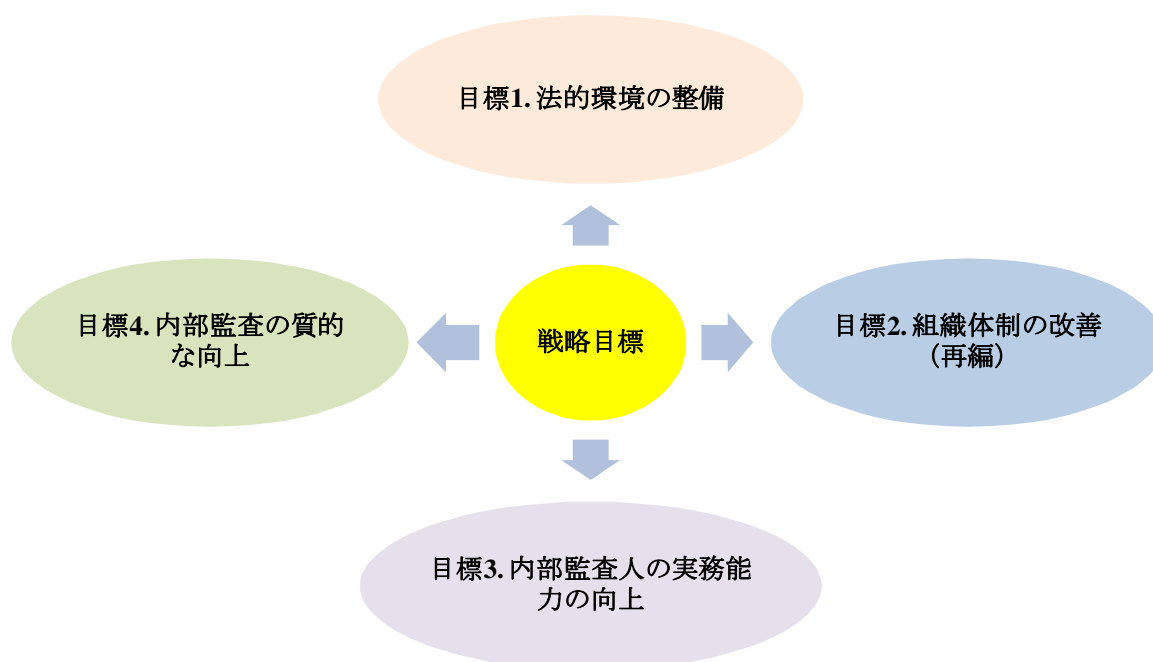 目標1. 法的環境の整備
戦略目標
目標2. 組織体制の改善
（再編）
目標3. 内部監査人の実務能
力の向上
目標4. 内部監査の質的
な向上